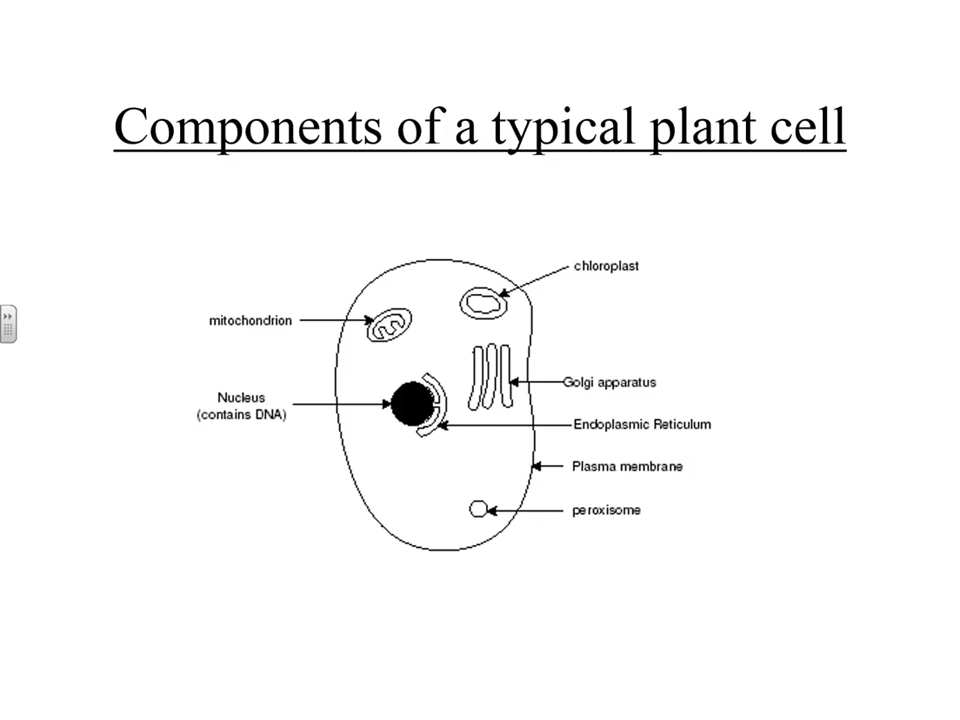 Components of a typical plant cell
chloroplast
mitochondrion
Golgi apparatus
Nucleus
(contains DNA)
Endoplasmic Reticulum
Plasma membrane
peroxisome